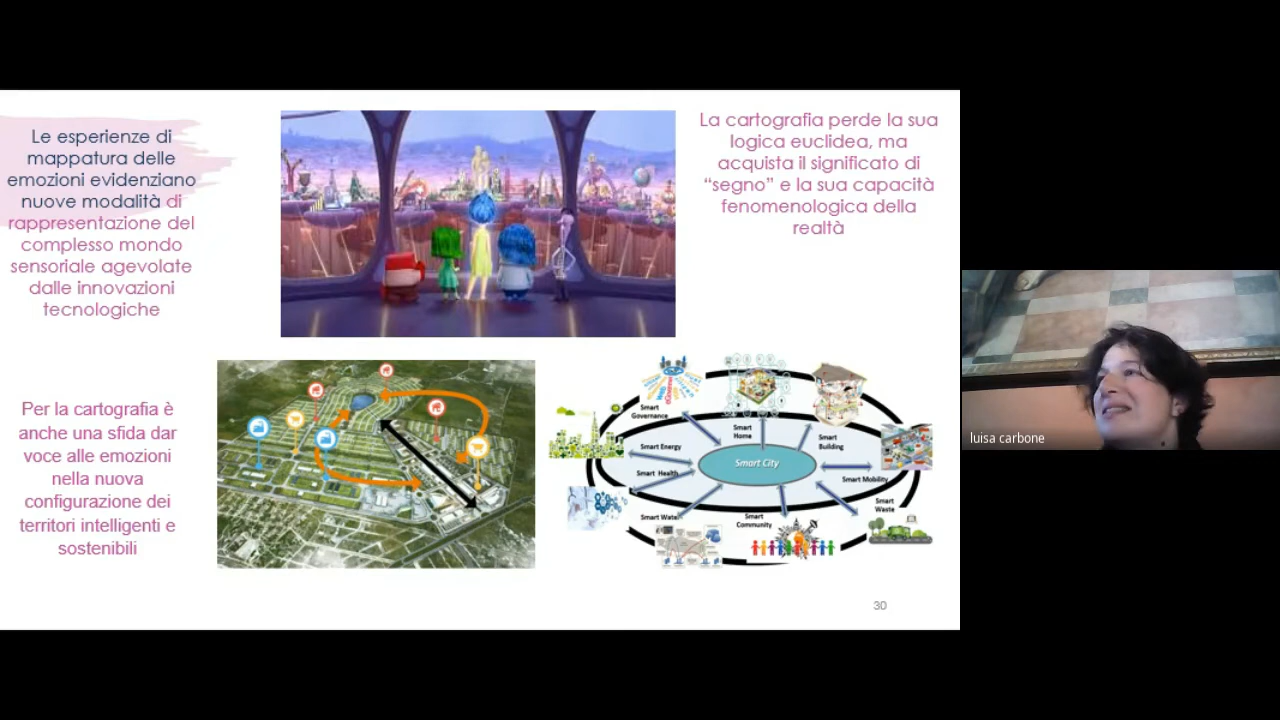 Le esperienze di
mappatura delle
emozioni evidenziano
nuove modalità di
rappresentazione del
complesso mondo
sensoriale agevolate
dalle innovazioni
tecnologiche
La cartografia perde la sua
logica euclidea, ma
acquista il significato di
“segno” e la sua capacità
fenomenologica della
realtà
Per la cartografia è
anche una sfida dar
voce alle emozioni
nella nuova
configurazione dei
territori intelligenti e
sostenibili
Smart
Governance
Smart
Home
Smart
Building
Smart Energy
Smart City
Smart Health
Smart Mobility
Smart
Waste
Smart Water
Smart
Community
30
luisa carbone